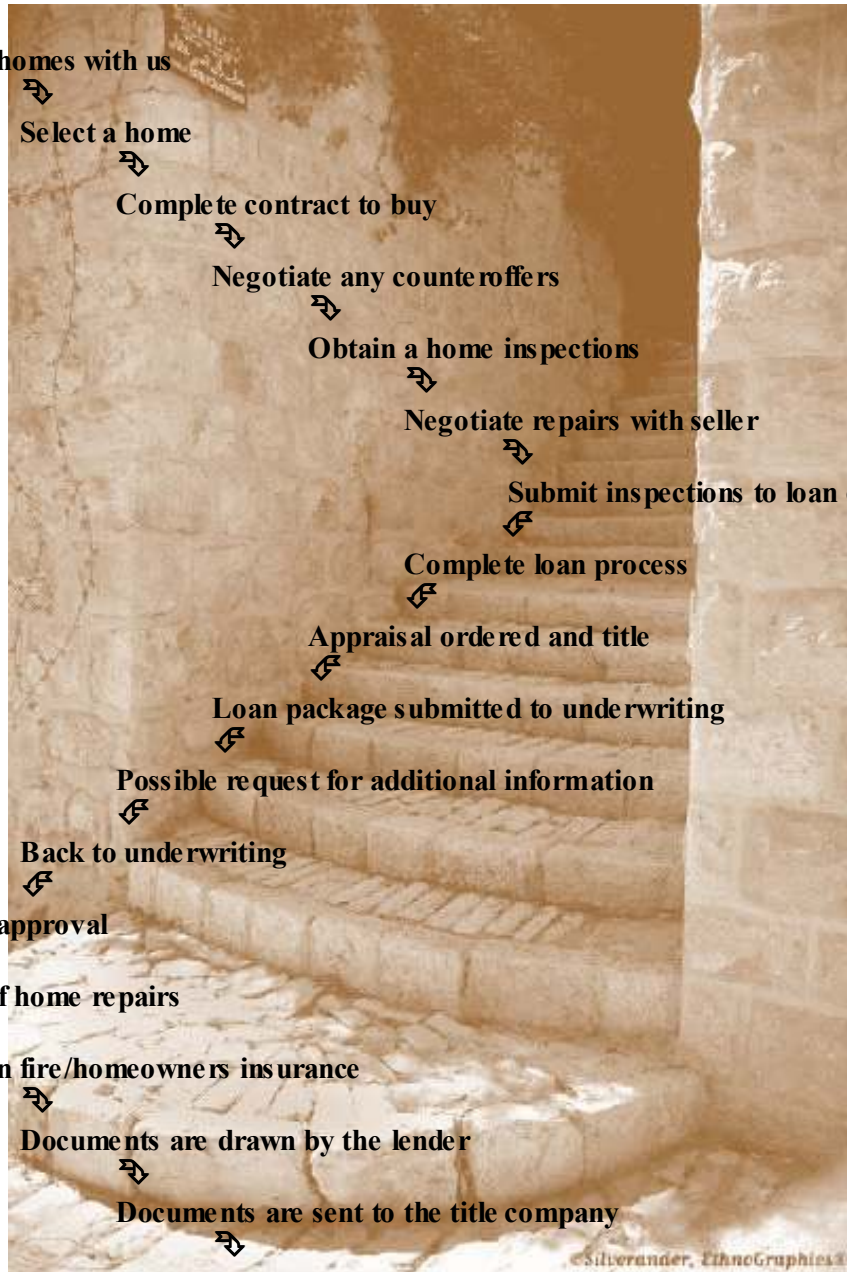 homes with us
Select a home
Complete contract to buy
Negotiate any counteroffers
Obtain a home inspections
Negotiate repairs with seller
Submit inspections to loan
Complete loan process
Appraisal ordered and title
Loan package submitted to underwriting
Possible request for additional information
Back to underwriting
approval
f home repairs
n fire/homeowners insurance
Documents are drawn by the lender
Documents are sent to the title company
©Silverander, EthnoGraphics